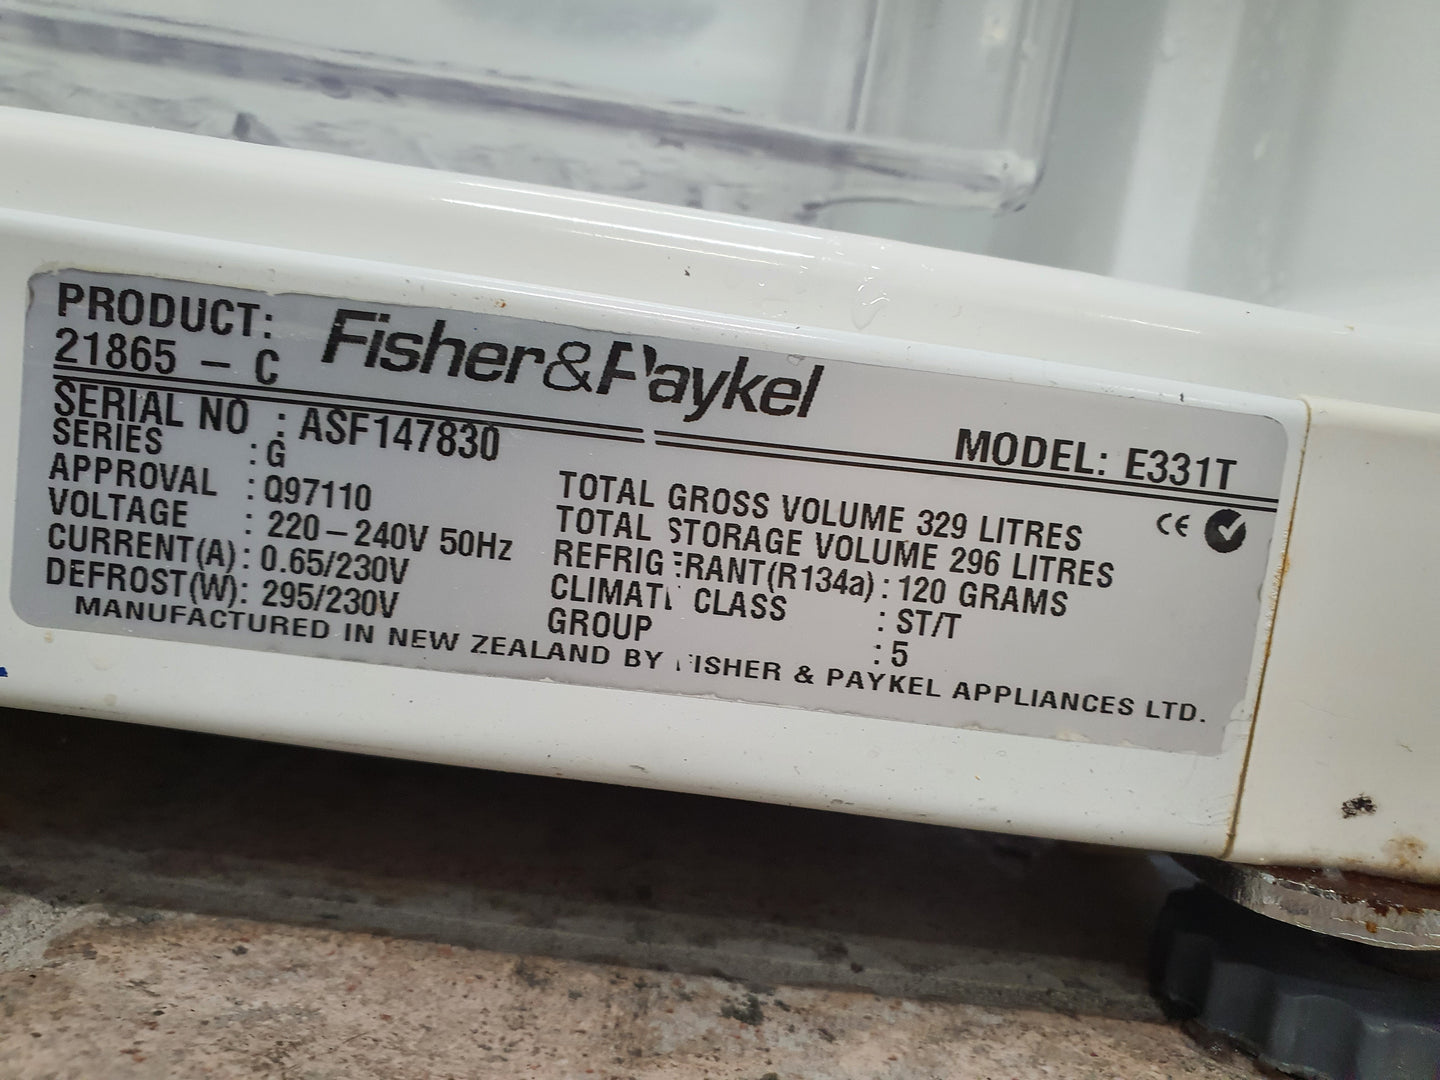 PRODUCT:
21865 - C
Fisher&Paykel
MODEL: E331T
SERIAL NO : ASF147830
SERIES : G
APPROVAL : Q97110
VOLTAGE : 220-240V 50Hz
CURRENT(A): 0.65/230V
DEFROST(W): 295/230V
TOTAL GROSS VOLUME 329 LITRES
TOTAL STORAGE VOLUME 296 LITRES
REFRIGERANT(R134a): 120 GRAMS
CLIMATE CLASS : ST/T
GROUP : 5
CE
MANUFACTURED IN NEW ZEALAND BY FISHER & PAYKEL APPLIANCES LTD.